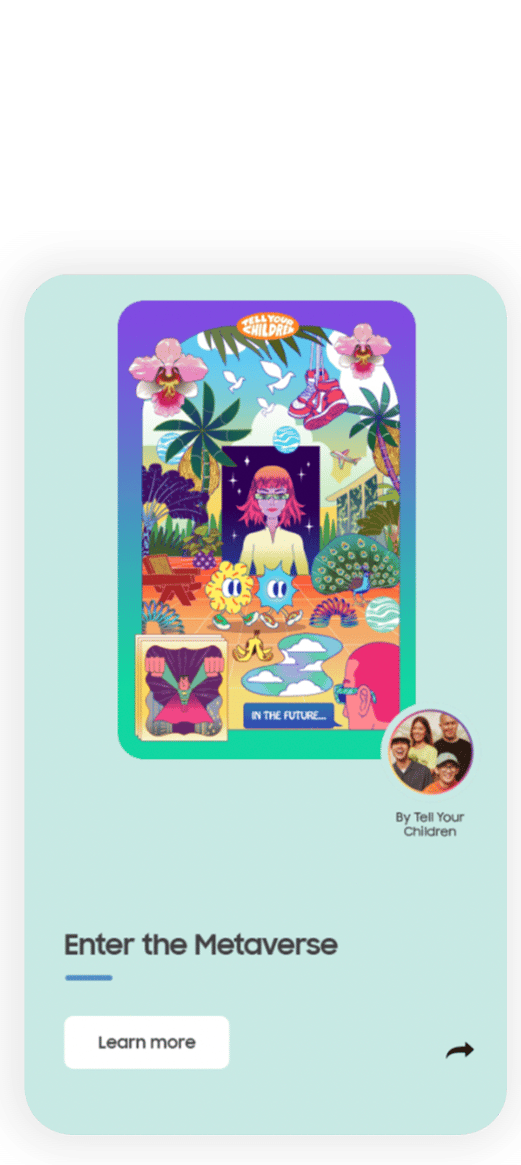 TELL YOUR
CHILDREN
IN THE FUTURE...
By Tell Your
Children
Enter the Metaverse
Learn more